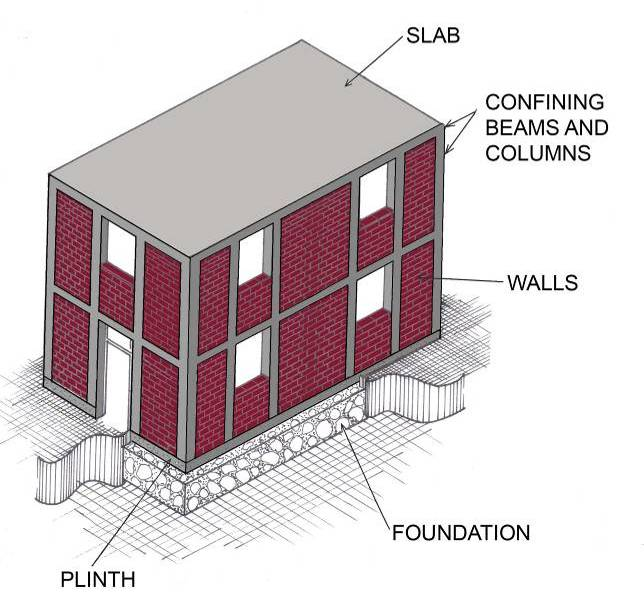 SLAB
CONFINING
BEAMS AND
COLUMNS
WALLS
FOUNDATION
PLINTH